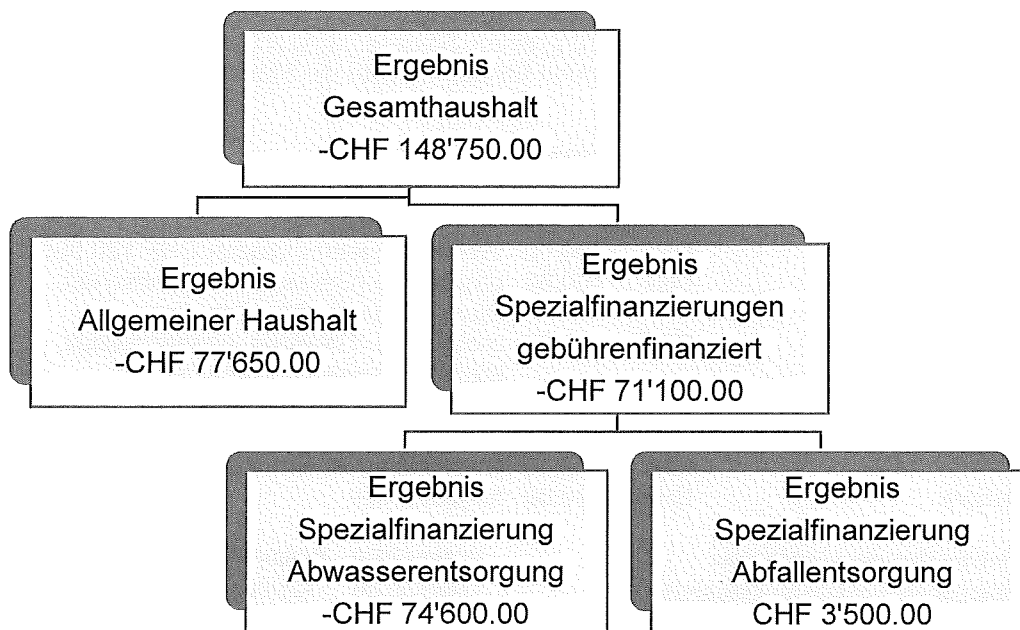 Ergebnis
Gesamthaushalt
-CHF 148'750.00
Ergebnis
Allgemeiner Haushalt
-CHF 77'650.00
Ergebnis
Spezialfinanzierungen
gebührenfinanziert
-CHF 71'100.00
Ergebnis
Spezialfinanzierung
Abwasserentsorgung
-CHF 74'600.00
Ergebnis
Spezialfinanzierung
Abfallentsorgung
CHF 3'500.00